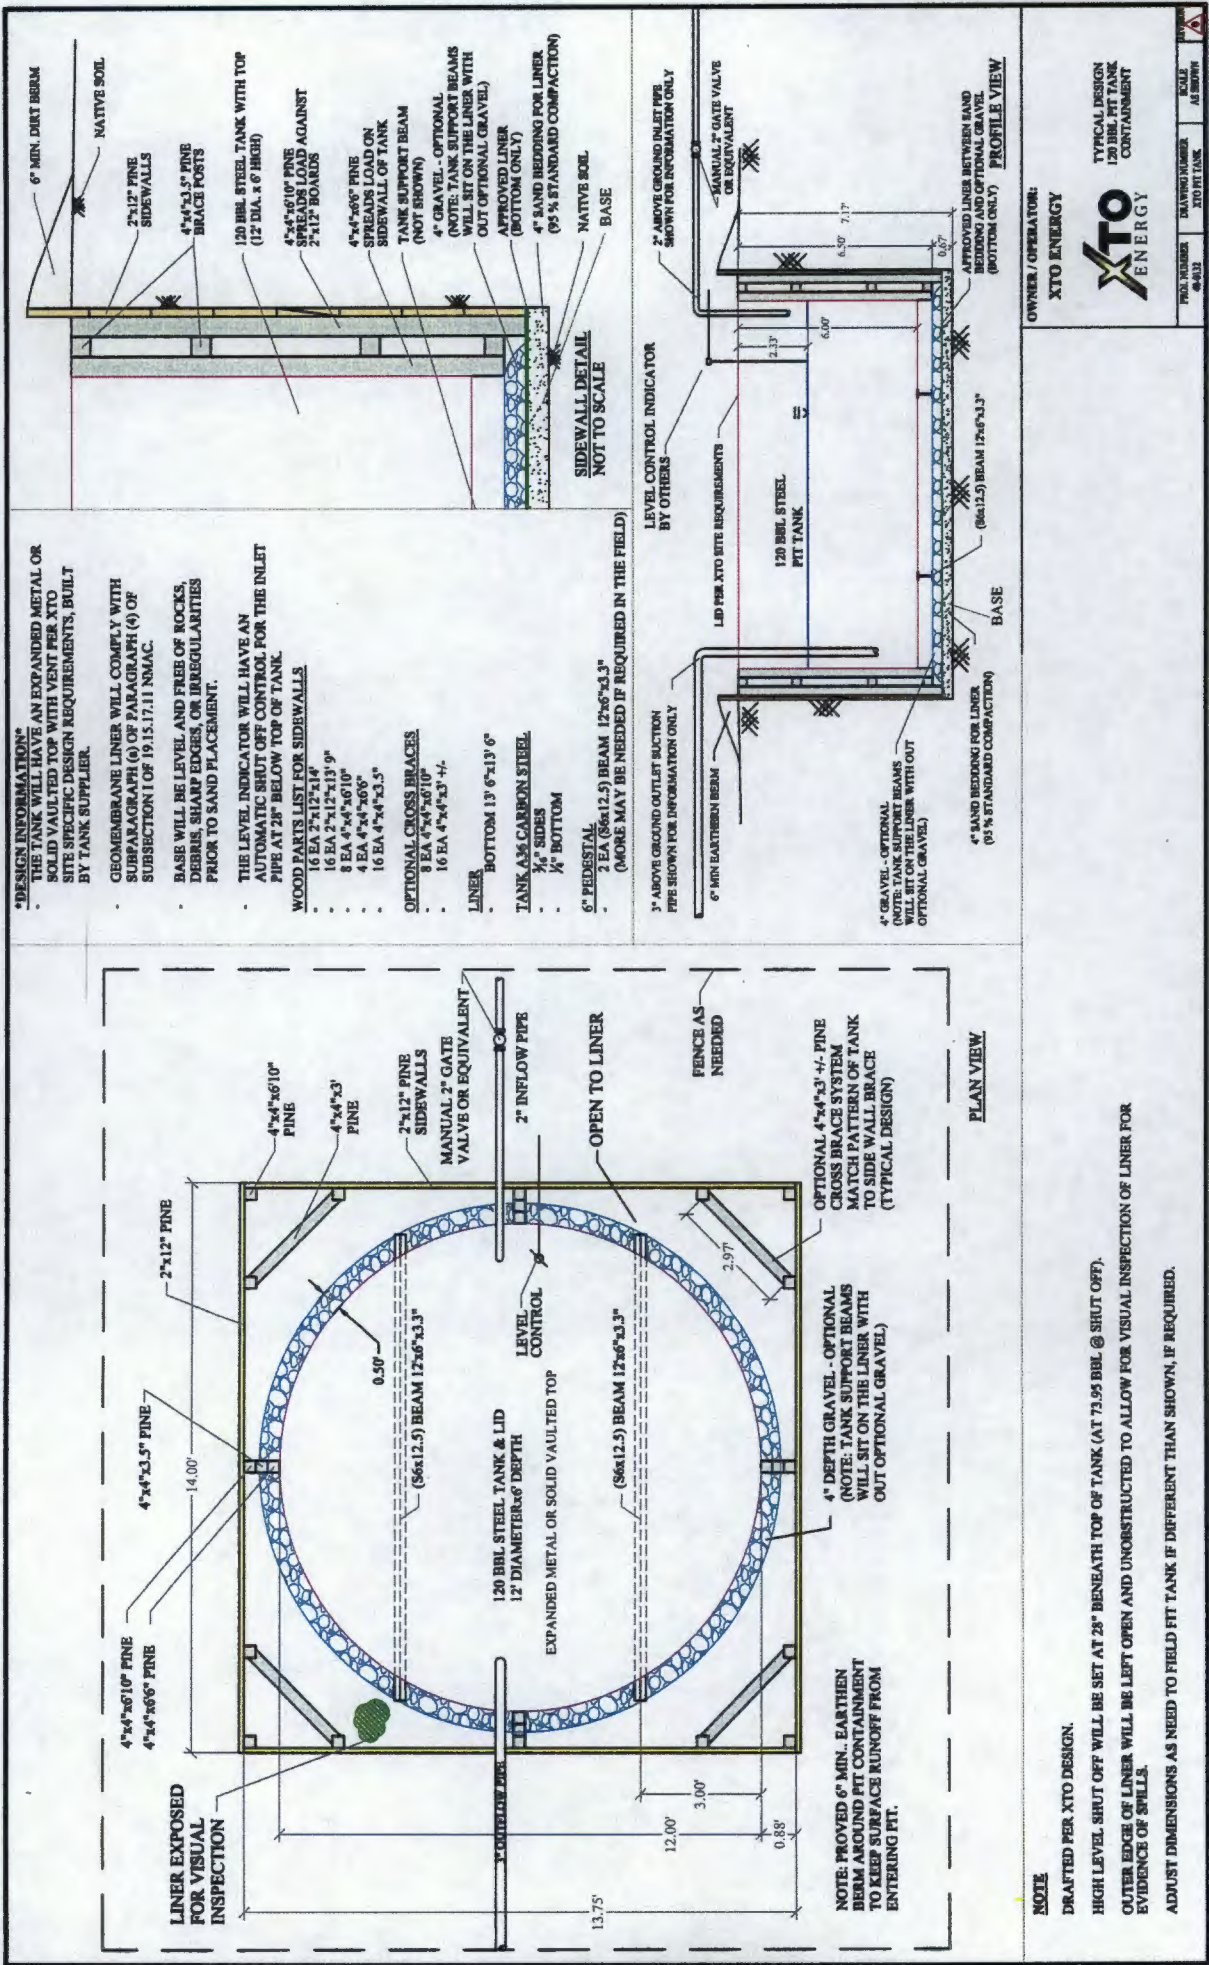 *DESIGN INFORMATION*
- THE TANK WILL HAVE AN EXPANDED METAL OR
SOLID VAULTED TOP WITH VENT PER XTO
SITE SPECIFIC DESIGN REQUIREMENTS, BUILT
BY TANK SUPPLIER.
- GEOMEMBRANE LINER WILL COMPLY WITH
SUBPARAGRAPH (a) OF PARAGRAPH (4) OF
SUBSECTION I OF 19.15.17.11 NMAC.
- BASE WILL BE LEVEL AND FREE OF ROCKS,
DEBRIS, SHARP EDGES, OR IRREGULARITIES
PRIOR TO SAND PLACEMENT.
- THE LEVEL INDICATOR WILL HAVE AN
AUTOMATIC SHUT OFF CONTROL FOR THE INLET
PIPE AT 28" BELOW TOP OF TANK.
WOOD PARTS LIST FOR SIDEWALLS
- 16 EA 2"x12"x14'
- 16 EA 2"x12"x13' 9"
- 8 EA 4"x4"x6'10"
- 4 EA 4"x4"x6'6"
- 16 EA 4"x4"x3.5"
OPTIONAL CROSS BRACES
- 8 EA 4"x4"x6'10"
- 16 EA 4"x4"x3' +/-
LINER
- BOTTOM 13' 6"x13' 6"
TANK A36 CARBON STEEL
- 3/16" SIDES
- 1/4" BOTTOM
6" PEDESTAL
- 2 EA (S6x12.5) BEAM 12'x6"x3.3"
(MORE MAY BE NEEDED IF REQUIRED IN THE FIELD)
6" MIN. DIRT BERM
NATIVE SOIL
2"x12" PINE
SIDEWALLS
4"x4"x3.5" PINE
BRACE POSTS
120 BBL STEEL TANK WITH TOP
(12' DIA. x 6' HIGH)
4"x4"x6'10" PINE
SPREADS LOAD AGAINST
2"x12" BOARDS
4"x4"x6'6" PINE
SPREADS LOAD ON
SIDEWALL OF TANK
TANK SUPPORT BEAM
(NOT SHOWN)
4" GRAVEL - OPTIONAL
(NOTE: TANK SUPPORT BEAMS
WILL SIT ON THE LINER WITH
OUT OPTIONAL GRAVEL)
APPROVED LINER
(BOTTOM ONLY)
4" SAND BEDDING FOR LINER
(95 % STANDARD COMPACTION)
NATIVE SOIL
BASE
SIDEWALL DETAIL
NOT TO SCALE
LINER EXPOSED
FOR VISUAL
INSPECTION
4"x4"x6'10" PINE
4"x4"x6'6" PINE
4"x4"x3.5" PINE
14.00'
2"x12" PINE
4"x4"x6'10"
PINE
4"x4"x3'
PINE
2"x12" PINE
SIDEWALLS
MANUAL 2" GATE
VALVE OR EQUIVALENT
0.50'
(S6x12.5) BEAM 12'x6"x3.3"
2" INFLOW PIPE
LEVEL
CONTROL
OPEN TO LINER
3" OUTFLOW PIPE
120 BBL STEEL TANK & LID
12' DIAMETERx6' DEPTH
EXPANDED METAL OR SOLID VAULTED TOP
(S6x12.5) BEAM 12'x6"x3.3"
FENCE AS
NEEDED
13.75'
12.00'
3.00'
0.88'
2.97'
NOTE: PROVED 6" MIN.. EARTHEN
BERM AROUND PIT CONTAINMENT
TO KEEP SURFACE RUNOFF FROM
ENTERING PIT.
4" DEPTH GRAVEL - OPTIONAL
(NOTE: TANK SUPPORT BEAMS
WILL SIT ON THE LINER WITH
OUT OPTIONAL GRAVEL)
OPTIONAL 4"x4"x3' +/- PINE
CROSS BRACE SYSTEM
MATCH PATTERN OF TANK
TO SIDE WALL BRACE
(TYPICAL DESIGN)
PLAN VIEW
3" ABOVE GROUND OUTLET SUCTION
PIPE SHOWN FOR INFORMATION ONLY
6" MIN EARTHERN BERM
LEVEL CONTROL INDICATOR
BY OTHERS
LID PER XTO SITE REQUIREMENTS
2" ABOVE GROUND INLET PIPE
SHOWN FOR INFORMATION ONLY
MANUAL 2" GATE VALVE
OR EQUIVALENT
120 BBL STEEL
PIT TANK
2.33'
6.00'
6.50'
0.67'
7.17'
4" GRAVEL - OPTIONAL
(NOTE: TANK SUPPORT BEAMS
WILL SIT ON THE LINER WITH OUT
OPTIONAL GRAVEL)
4" SAND BEDDING FOR LINER
(95 % STANDARD COMPACTION)
BASE
(S6x12.5) BEAM 12'x6"x3.3"
APPROVED LINER BETWEEN SAND
BEDDING AND OPTIONAL GRAVEL
(BOTTOM ONLY)
PROFILE VIEW
NOTE
DRAFTED PER XTO DESIGN.
HIGH LEVEL SHUT OFF WILL BE SET AT 28" BENEATH TOP OF TANK (AT 73.95 BBL @ SHUT OFF).
OUTER EDGE OF LINER WILL BE LEFT OPEN AND UNOBSTRUCTED TO ALLOW FOR VISUAL INSPECTION OF LINER FOR
EVIDENCE OF SPILLS.
ADJUST DIMENSIONS AS NEED TO FIELD FIT TANK IF DIFFERENT THAN SHOWN, IF REQUIRED.
OWNER / OPERATOR:
XTO ENERGY
XTO
ENERGY
TYPICAL DESIGN
120 BBL PIT TANK
CONTAINMENT
PROJ. NUMBER
DRAWING NUMBER
XTO PIT TANK
SCALE
AS SHOWN